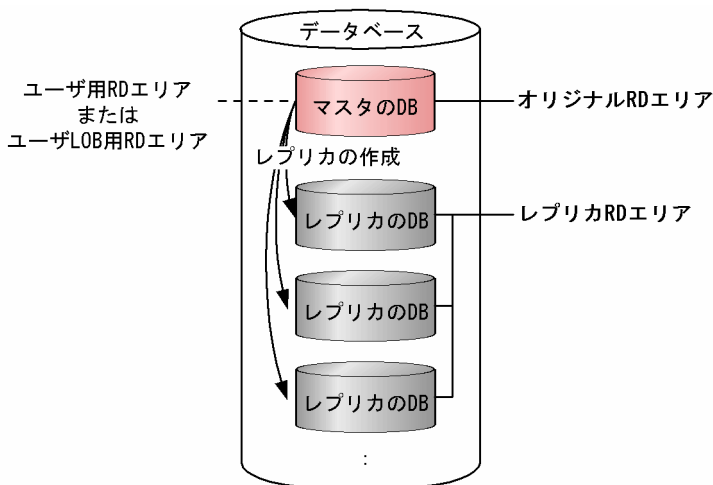 データベース
ユーザ用RDエリア
または
ユーザLOB用RDエリア
マスタのDB
オリジナルRDエリア
レプリカの作成
レプリカのDB
レプリカRDエリア
レプリカのDB
レプリカのDB
: